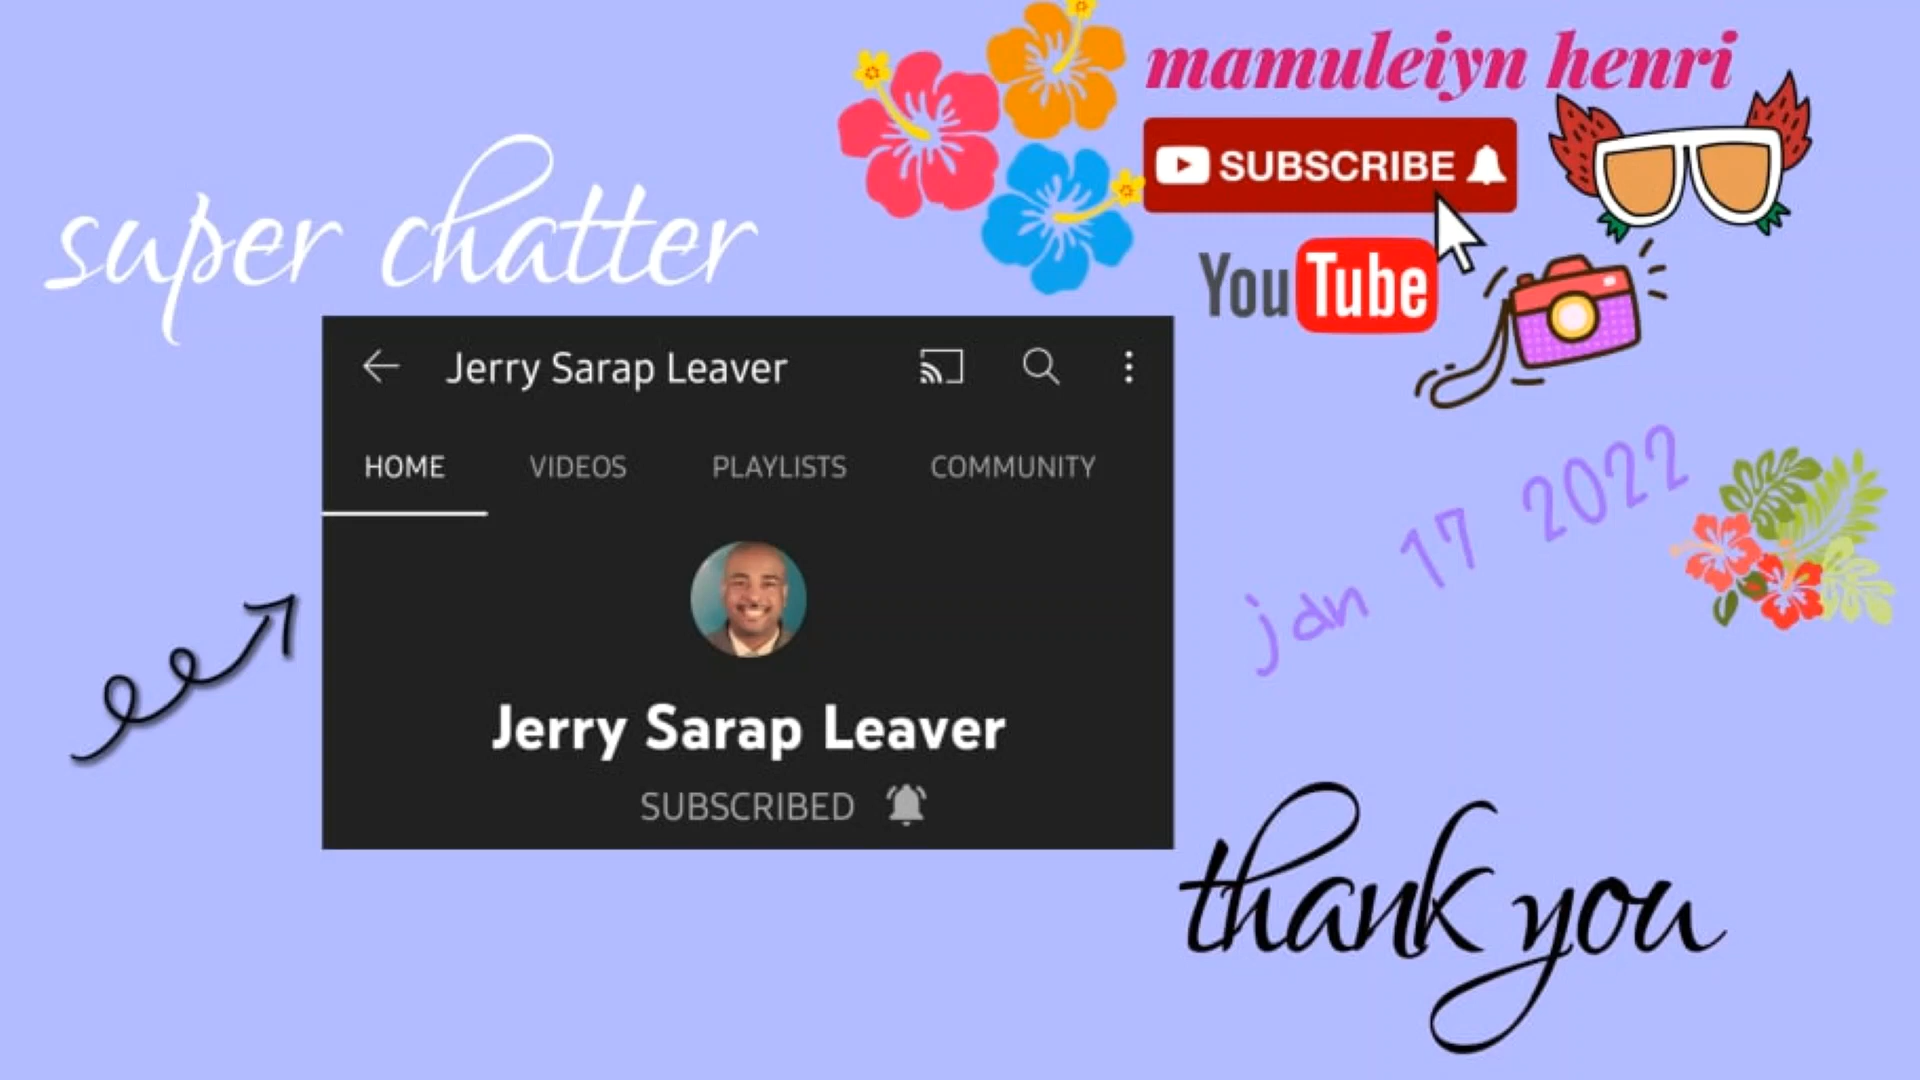 mamuleiyn henri
SUBSCRIBE
YouTube
super chatter
Jerry Sarap Leaver
HOME VIDEOS PLAYLISTS COMMUNITY
Jerry Sarap Leaver
SUBSCRIBED
jan 17 2022
thank you